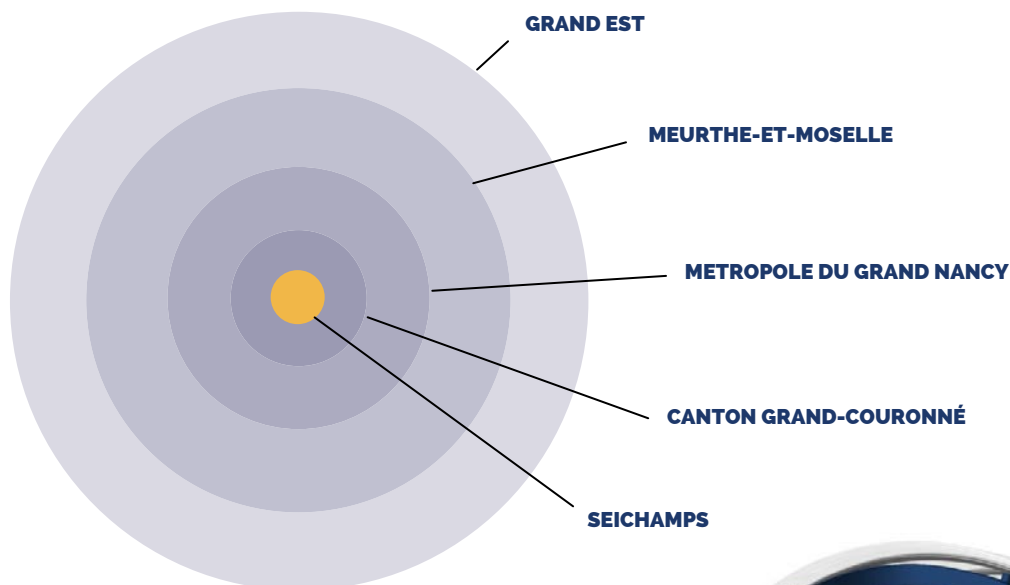 GRAND EST
MEURTHE-ET-MOSELLE
METROPOLE DU GRAND NANCY
CANTON GRAND-COURONNÉ
SEICHAMPS